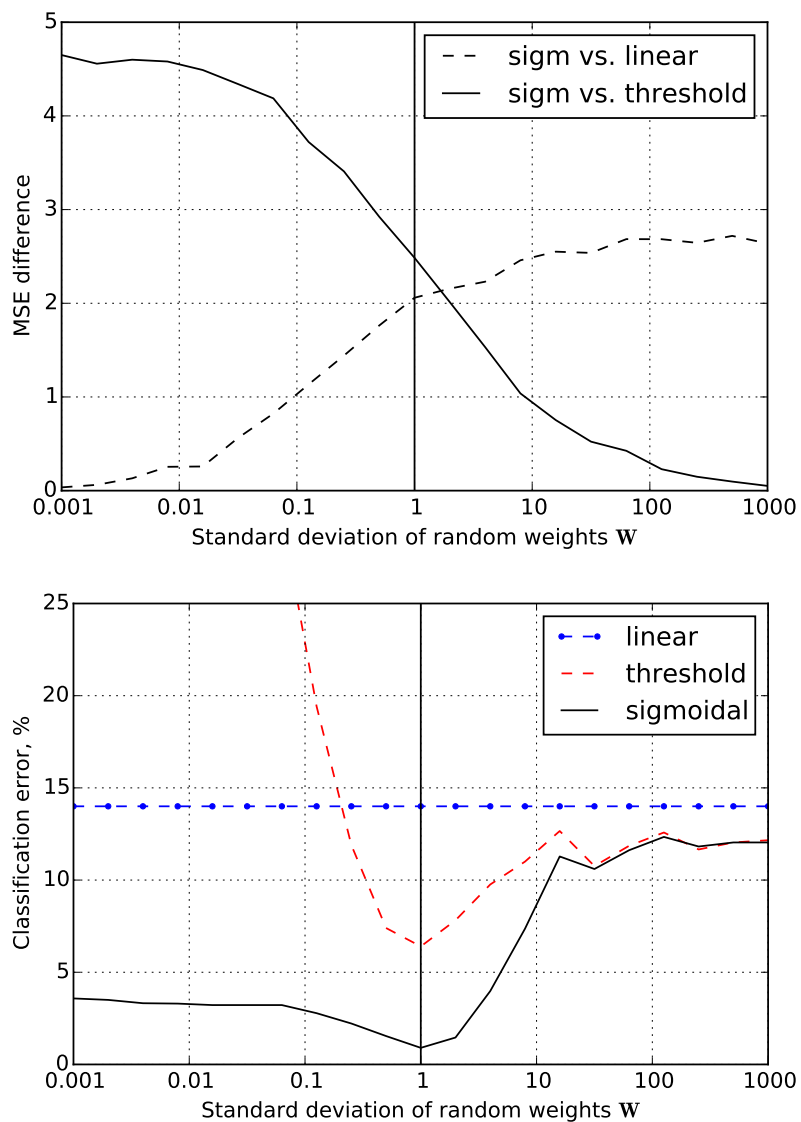 5
4
3
2
1
0
MSE difference
sigm vs. linear
sigm vs. threshold
0.001 0.01 0.1 1 10 100 1000
Standard deviation of random weights W
25
20
15
10
5
0
Classification error, %
linear
threshold
sigmoidal
0.001 0.01 0.1 1 10 100 1000
Standard deviation of random weights W